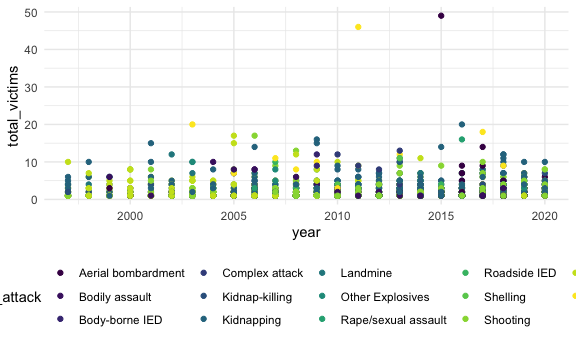 50
40
30
20
10
0
total_victims
2000 2005 2010 2015 2020
year
_attack
Aerial bombardment Complex attack Landmine Roadside IED
Bodily assault Kidnap-killing Other Explosives Shelling
Body-borne IED Kidnapping Rape/sexual assault Shooting